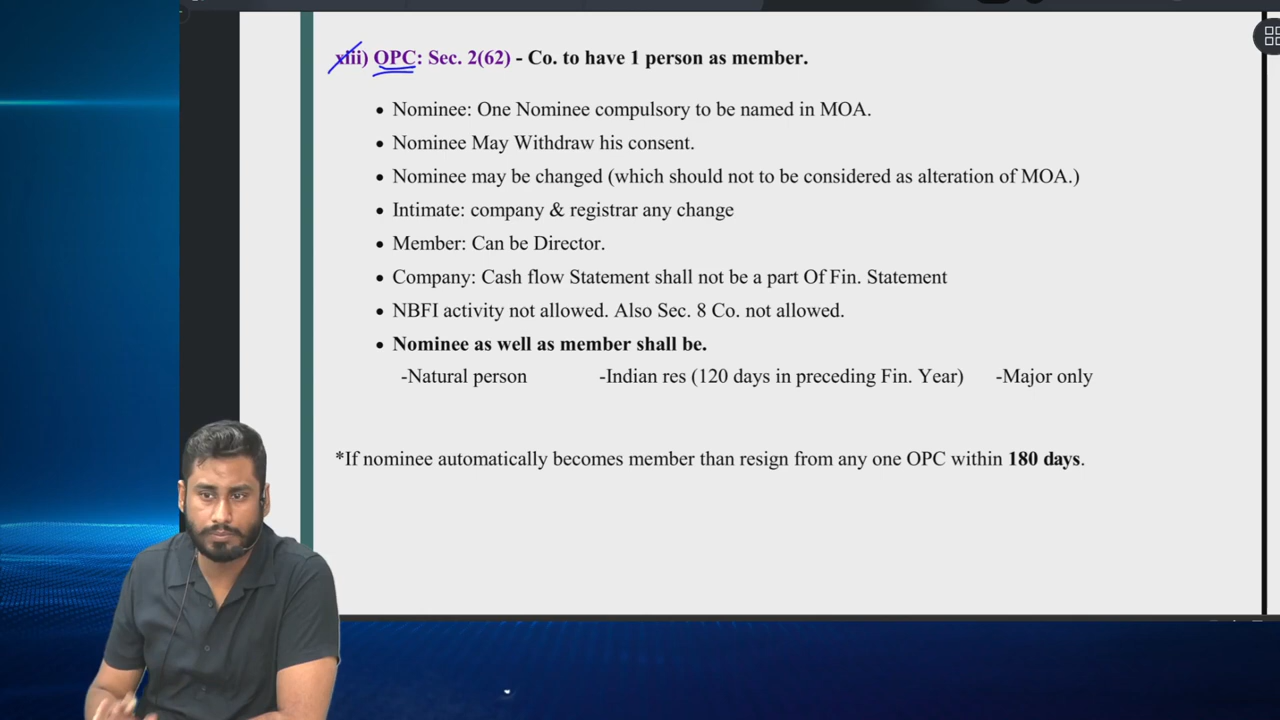 xiii) OPC: Sec. 2(62) - Co. to have 1 person as member.
• Nominee: One Nominee compulsory to be named in MOA.
• Nominee May Withdraw his consent.
• Nominee may be changed (which should not to be considered as alteration of MOA.)
• Intimate: company & registrar any change
• Member: Can be Director.
• Company: Cash flow Statement shall not be a part Of Fin. Statement
• NBFI activity not allowed. Also Sec. 8 Co. not allowed.
• Nominee as well as member shall be.
-Natural person -Indian res (120 days in preceding Fin. Year) -Major only
*If nominee automatically becomes member than resign from any one OPC within 180 days.